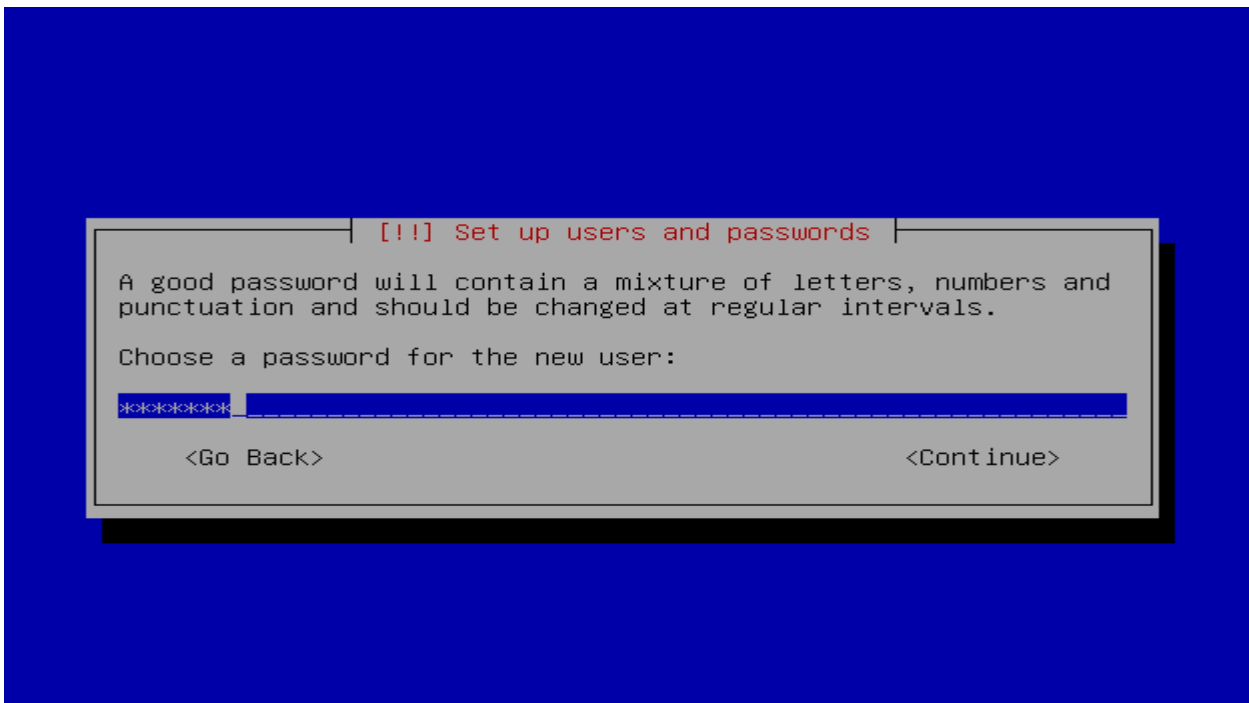 [!!] Set up users and passwords
A good password will contain a mixture of letters, numbers and
punctuation and should be changed at regular intervals.
Choose a password for the new user:
*******
<Go Back> <Continue>